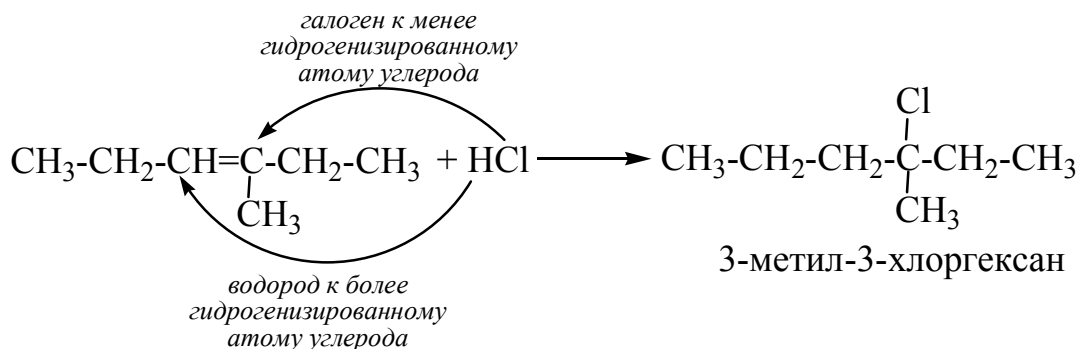 галоген к менее
гидрогенизированному
атому углерода
Cl
CH₃-CH₂-CH=C-CH₂-CH₃ + HCl CH₃-CH₂-CH₂-C-CH₂-CH₃
CH₃ CH₃
3-метил-3-хлоргексан
водород к более
гидрогенизированному
атому углерода